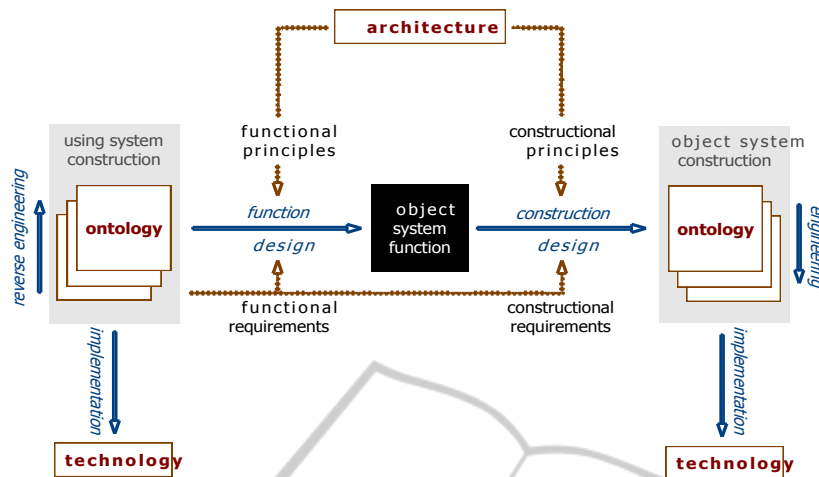 architecture
using system
construction
functional
principles
constructional
principles
object system
construction
reverse engineering
ontology
function
design
object
system
function
construction
design
ontology
engineering
functional
requirements
constructional
requirements
implementation
implementation
technology
technology